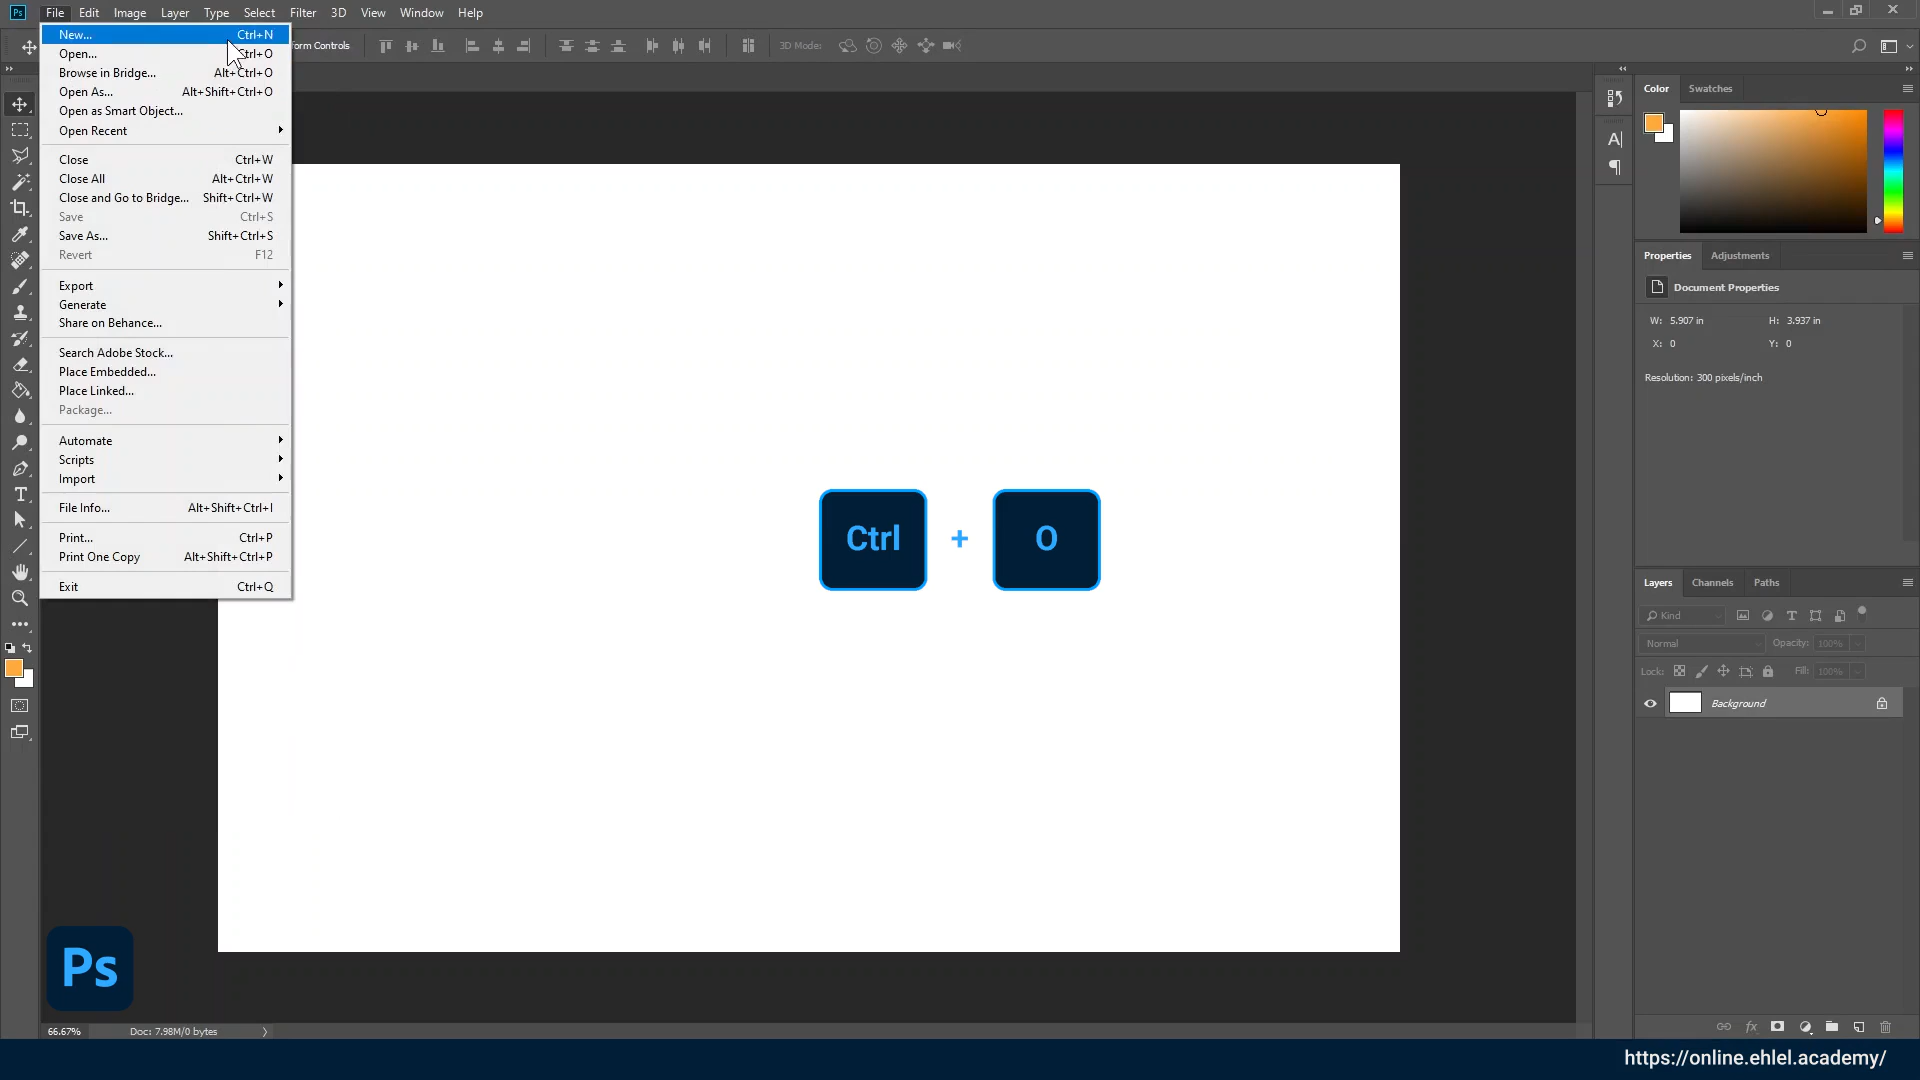 Ps File Edit Image Layer Type Select Filter 3D View Window Help
form Controls 3D Mode:
New... Ctrl+N
Open... Ctrl+O
Browse in Bridge... Alt+Ctrl+O
Open As... Alt+Shift+Ctrl+O
Open as Smart Object...
Open Recent
Close Ctrl+W
Close All Alt+Ctrl+W
Close and Go to Bridge... Shift+Ctrl+W
Save Ctrl+S
Save As... Shift+Ctrl+S
Revert F12
Export
Generate
Share on Behance...
Search Adobe Stock...
Place Embedded...
Place Linked...
Package...
Automate
Scripts
Import
File Info... Alt+Shift+Ctrl+I
Print... Ctrl+P
Print One Copy Alt+Shift+Ctrl+P
Exit Ctrl+Q
Ctrl + O
Color Swatches
Properties Adjustments
Document Properties
W: 5.907 in H: 3.937 in
X: 0 Y: 0
Resolution: 300 pixels/inch
Layers Channels Paths
Kind
Normal Opacity: 100%
Lock: Fill: 100%
Background
Ps
66.67% Doc: 7.98M/0 bytes
https://online.ehlel.academy/